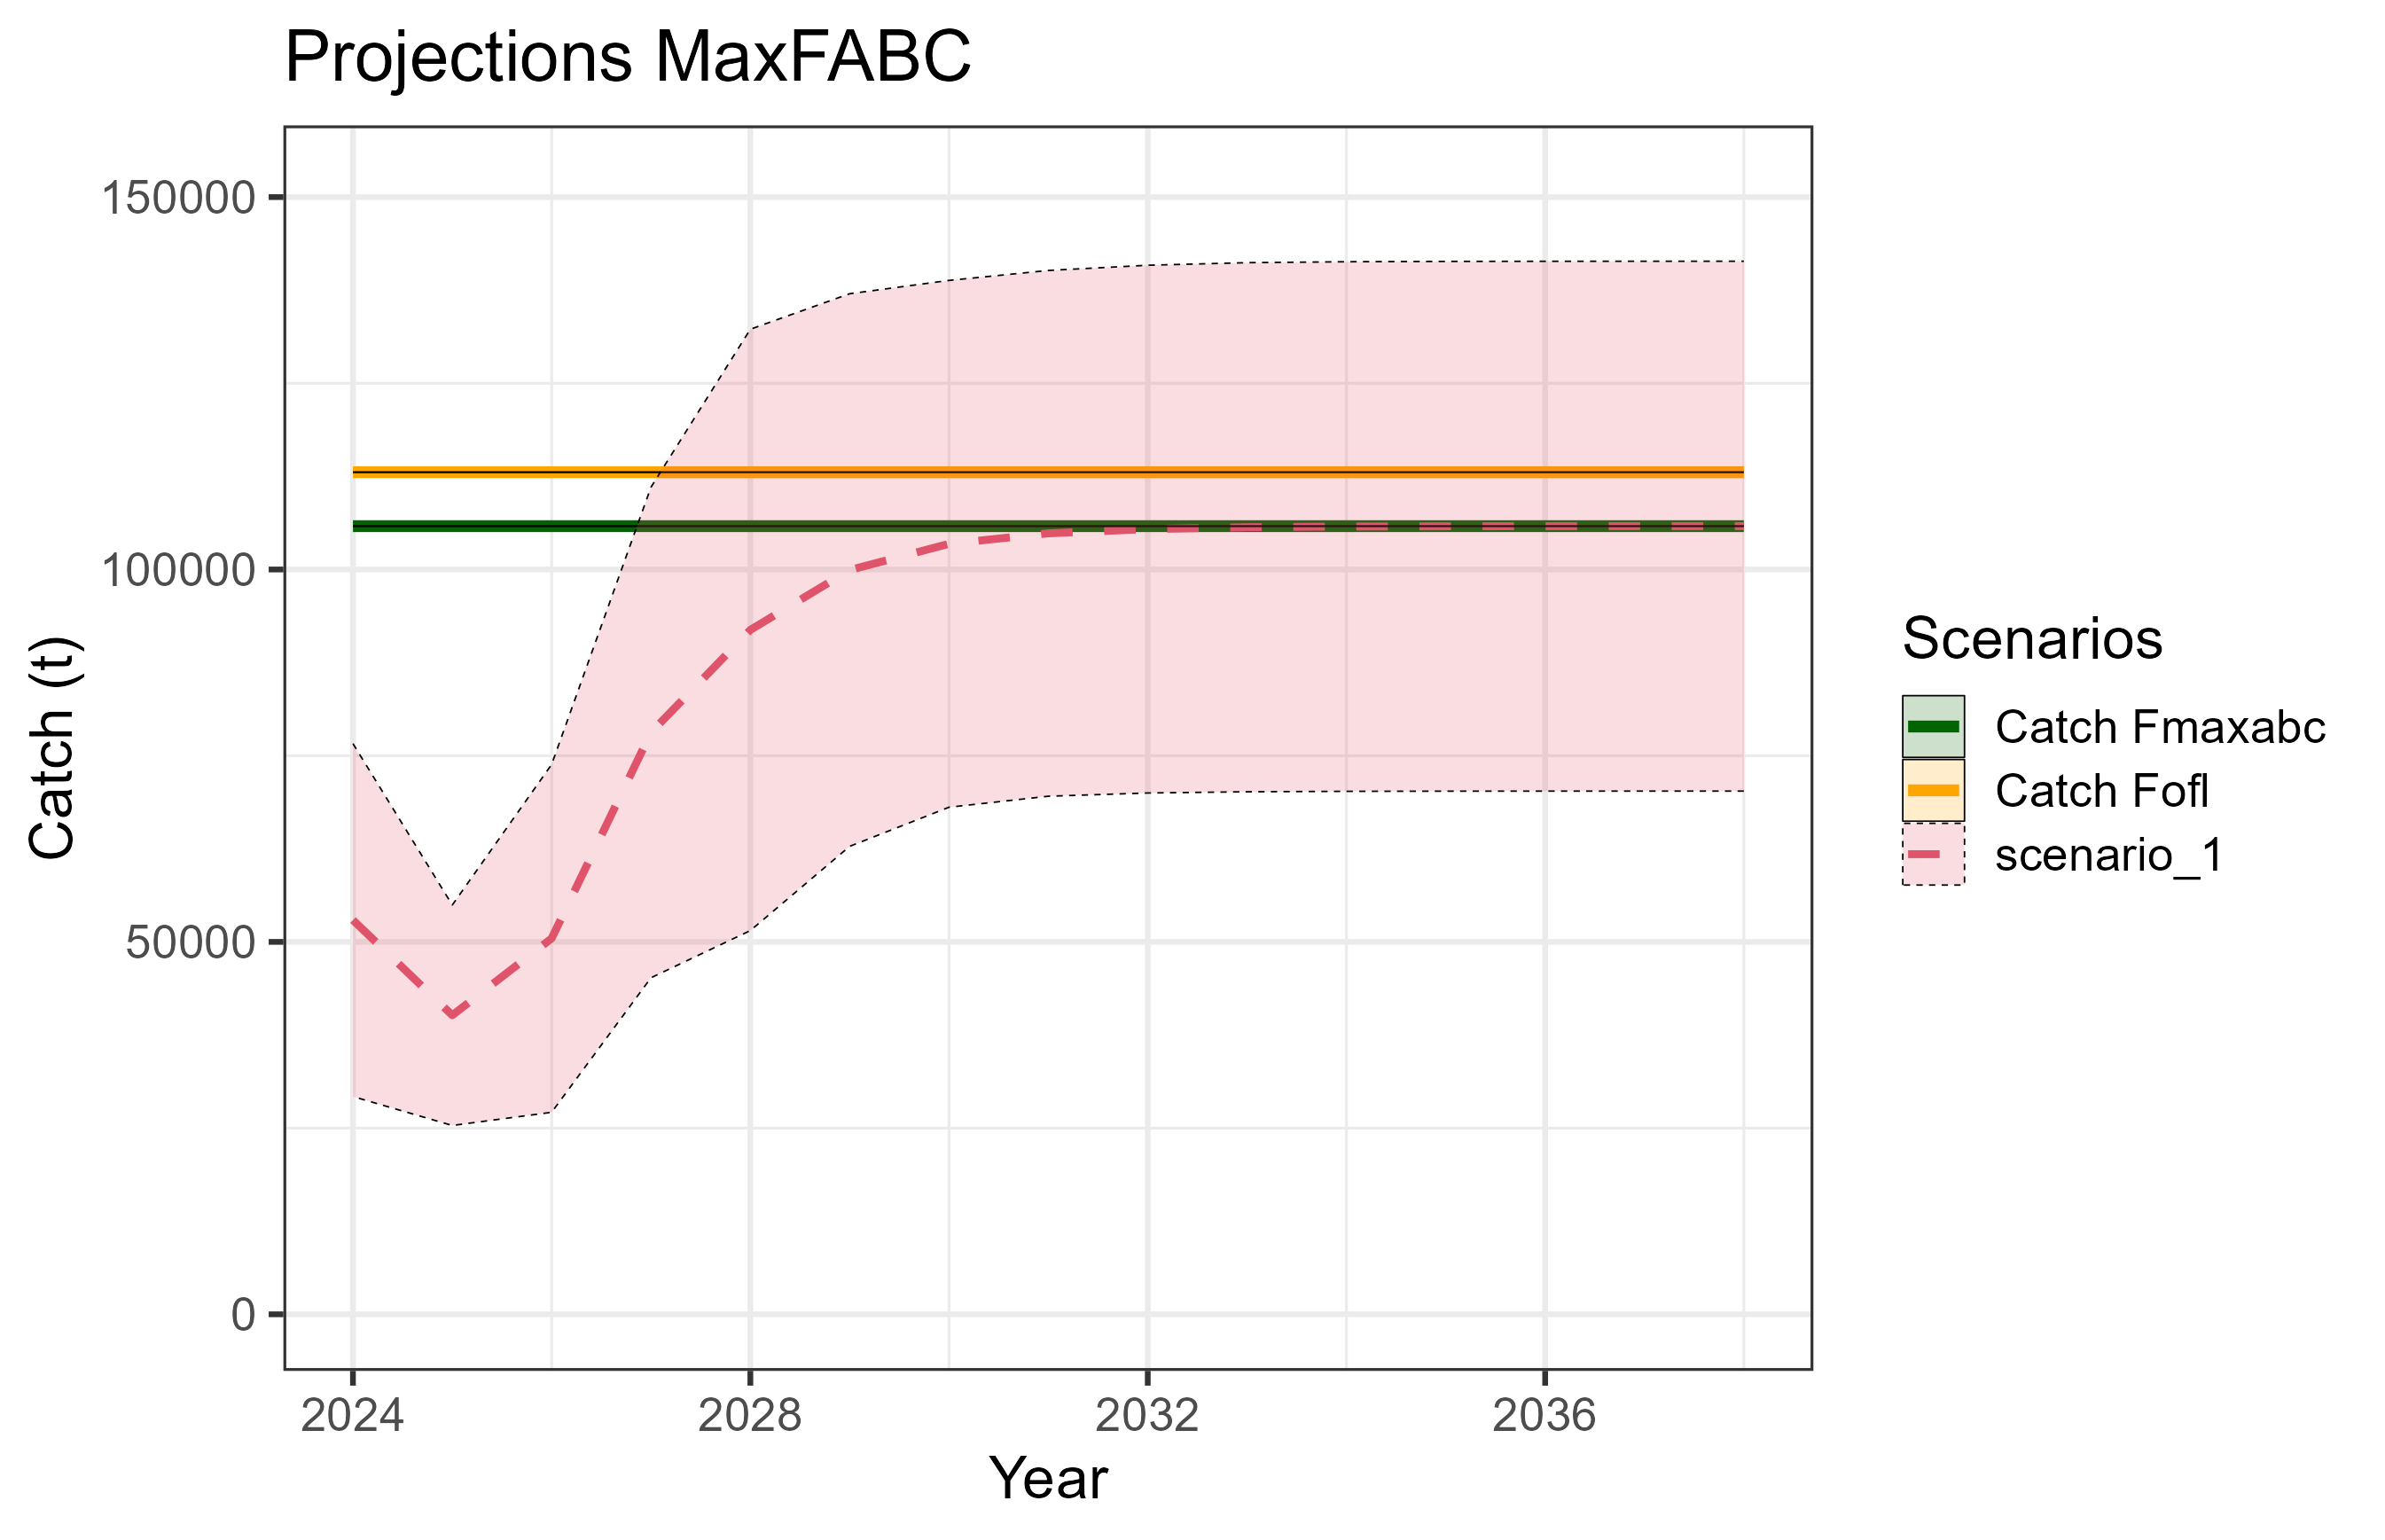 Projections MaxFABC
150000
100000
50000
0
Catch (t)
2024
2028
2032
2036
Year
Scenarios
Catch Fmaxabc
Catch Fofl
scenario_1